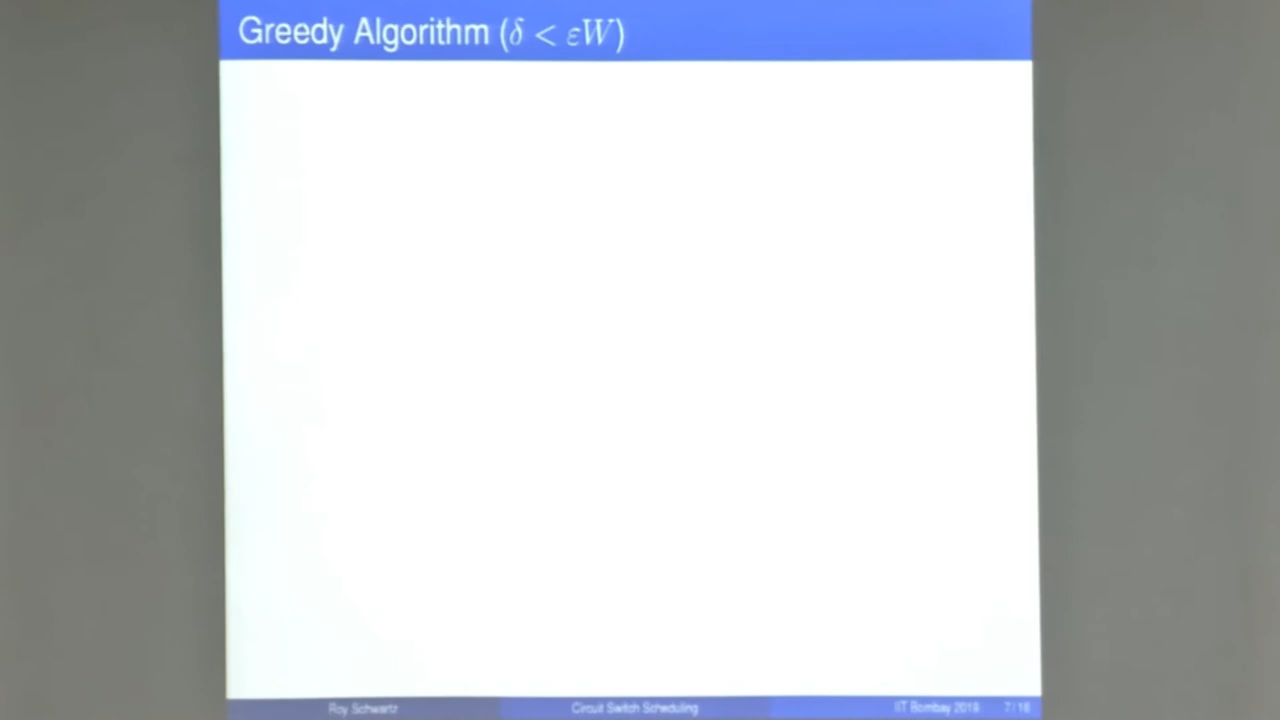 Greedy Algorithm (δ < εW)
Roy Schwartz Circuit Switch Scheduling IIT Bombay 2019 7 / 16